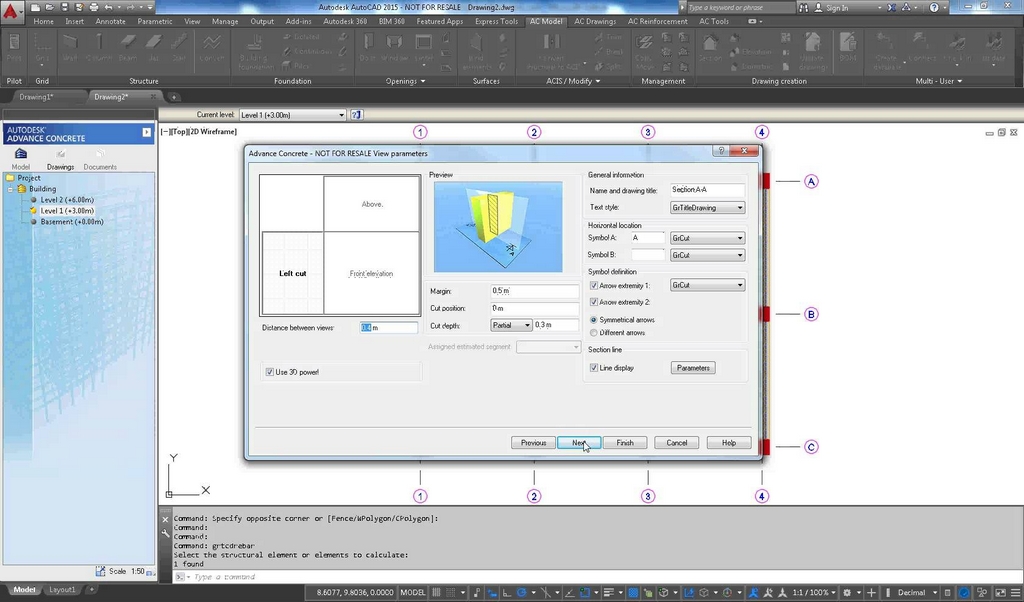 Autodesk AutoCAD 2015 - NOT FOR RESALE Drawing2.dwg
Type a keyword or phrase
Sign In
Home Insert Annotate Parametric View Manage Output Add-ins Autodesk 360 BIM 360 Featured Apps Express Tools AC Model AC Drawings AC Reinforcement AC Tools
Pilot Grid Structure Foundation Openings Surfaces ACIS / Modify Management Drawing creation Multi - User
Drawing1* Drawing2*
Current level: Level 1 (+3.00m)
AUTODESK
ADVANCE CONCRETE
Model Drawings Documents
Project
Building
Level 2 (+6.00m)
Level 1 (+3.00m)
Basement (+0.00m)
Scale 1:50
[−][Top][2D Wireframe]
1 2 3 4
A
B
C
1 2 3 4
Y
X
Advance Concrete - NOT FOR RESALE View parameters
Above.
Left cut
Front elevation
Distance between views: 0.4 m
Use 3D power!
Preview
Margin: 0.5 m
Cut position: 0 m
Cut depth: Partial 0.3 m
Assigned estimated segment
General information
Name and drawing title: Section A-A
Text style: GrTitleDrawing
Horizontal location
Symbol A: A GrCut
Symbol B: GrCut
Symbol definition
Arrow extremity 1: GrCut
Arrow extremity 2:
Symmetrical arrows
Different arrows
Section line
Line display Parameters
Previous Next Finish Cancel Help
Command: Specify opposite corner or [Fence/WPolygon/CPolygon]:
Command:
Command:
Command: grtcdrebar
Select the structural element or elements to calculate:
1 found
Type a command
Model Layout1 +
8.6077, 9.8036, 0.0000 MODEL 1:1 / 100% Decimal